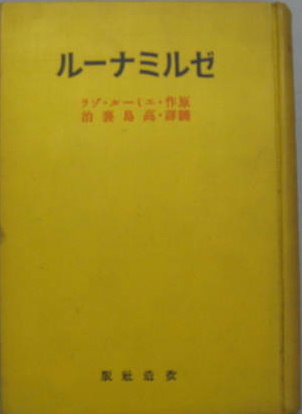 ゼルミナール
原作・エミール・ゾラ
飜譯・高島襄治
改造社版